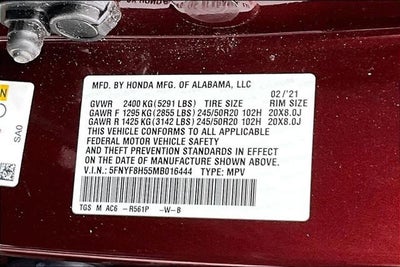 MFD. BY HONDA MFG. OF ALABAMA, LLC
02/'21
GVWR 2400 KG(5291 LBS) TIRE SIZE RIM SIZE
GAWR F 1295 KG(2855 LBS) 245/50R20 102H 20X8.0J
GAWR R 1425 KG(3142 LBS) 245/50R20 102H 20X8.0J
THIS VEHICLE CONFORMS TO ALL APPLICABLE
FEDERAL MOTOR VEHICLE SAFETY
AND THEFT PREVENTION STANDARDS IN EFFECT ON
THE DATE OF MANUFACTURE SHOWN ABOVE.
V.I.N.: 5FNYF8H55MB016444 TYPE: MPV
TGS M AC6 -R561P -W-B
SA0